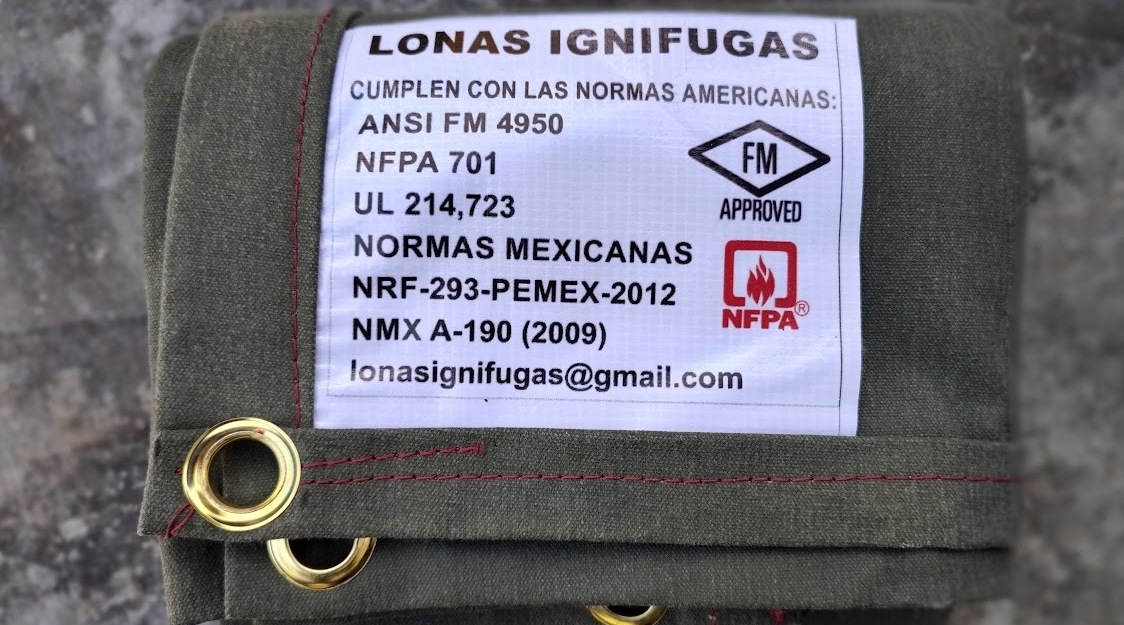 LONAS IGNIFUGAS
CUMPLEN CON LAS NORMAS AMERICANAS:
ANSI FM 4950
NFPA 701
UL 214,723
NORMAS MEXICANAS
NRF-293-PEMEX-2012
NMX A-190 (2009)
lonasignifugas@gmail.com
FM
APPROVED
NFPA®